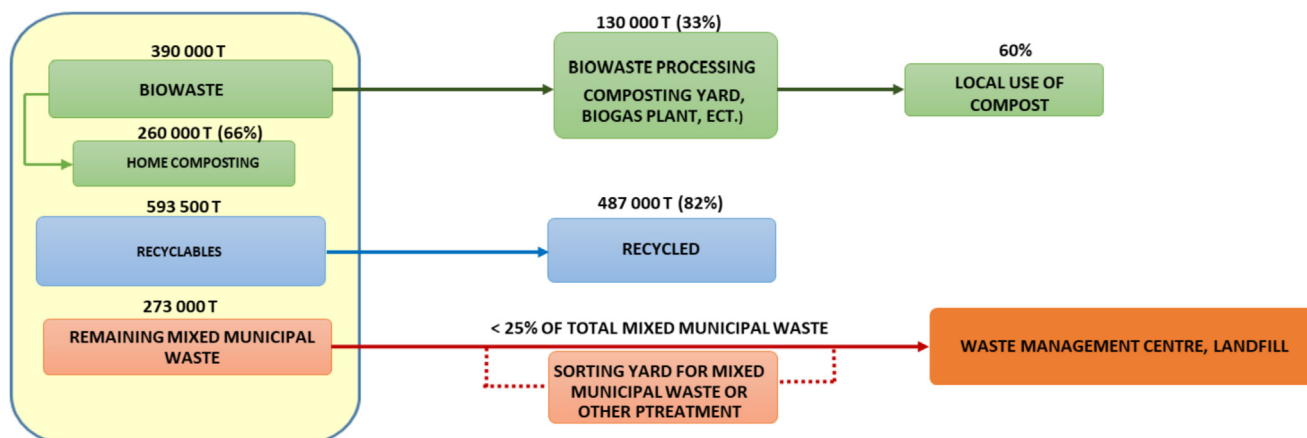 390 000 T
BIOWASTE
260 000 T (66%)
HOME COMPOSTING
130 000 T (33%)
BIOWASTE PROCESSING
COMPOSTING YARD,
BIOGAS PLANT, ECT.)
60%
LOCAL USE OF
COMPOST
593 500 T
RECYCLABLES
487 000 T (82%)
RECYCLED
273 000 T
REMAINING MIXED MUNICIPAL
WASTE
< 25% OF TOTAL MIXED MUNICIPAL WASTE
SORTING YARD FOR MIXED
MUNICIPAL WASTE OR
OTHER PTREATMENT
WASTE MANAGEMENT CENTRE, LANDFILL